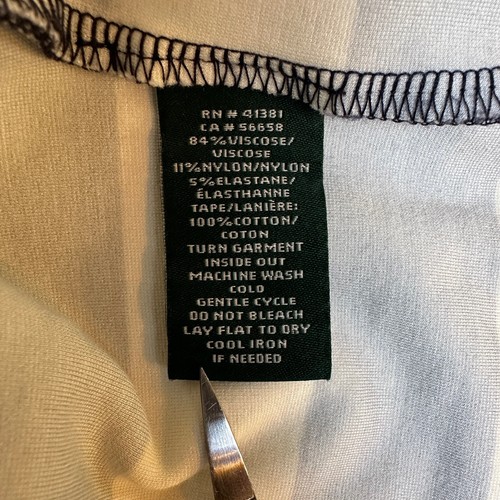 RN # 41381
CA # 56658
84%VISCOSE/
VISCOSE
11%NYLON/NYLON
5%ELASTANE/
ÉLASTHANNE
TAPE/LANIÈRE:
100%COTTON/
COTON
TURN GARMENT
INSIDE OUT
MACHINE WASH
COLD
GENTLE CYCLE
DO NOT BLEACH
LAY FLAT TO DRY
COOL IRON
IF NEEDED